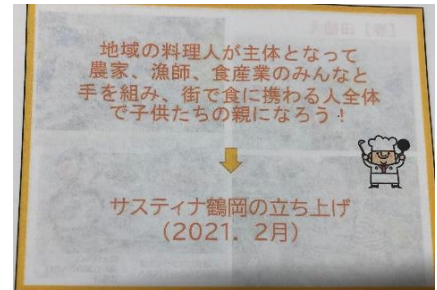 地域の料理人が主体となって
農家、漁師、食産業のみんなと
手を組み、街で食に携わる人全体
で子供たちの親になろう！
サスティナ鶴岡の立ち上げ
（2021．2月）